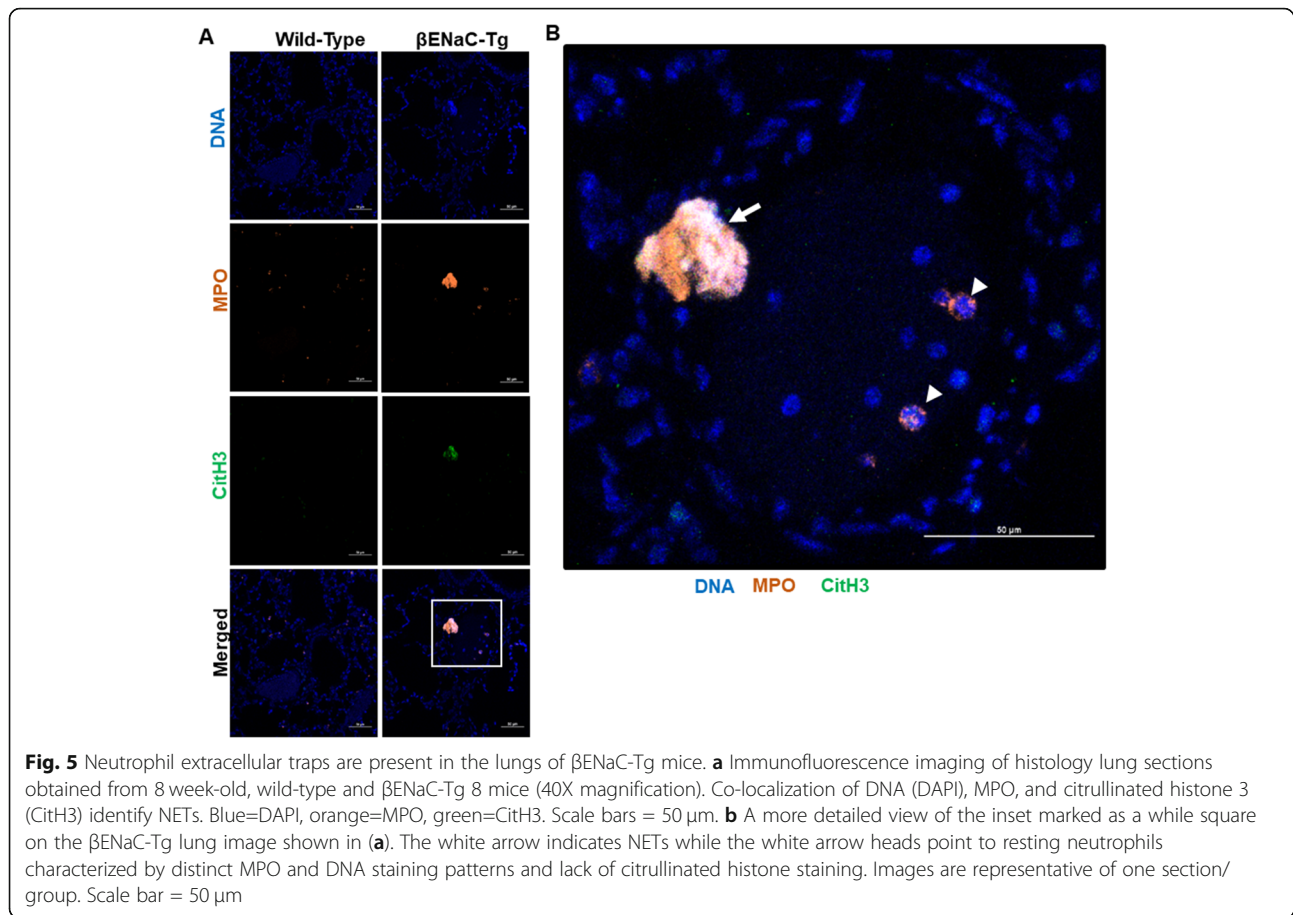 A
Wild-Type βENaC-Tg
B
DNA
MPO
CitH3
Merged
50 µm
DNA MPO CitH3
Fig. 5 Neutrophil extracellular traps are present in the lungs of βENaC-Tg mice. a Immunofluorescence imaging of histology lung sections
obtained from 8 week-old, wild-type and βENaC-Tg 8 mice (40X magnification). Co-localization of DNA (DAPI), MPO, and citrullinated histone 3
(CitH3) identify NETs. Blue=DAPI, orange=MPO, green=CitH3. Scale bars = 50 µm. b A more detailed view of the inset marked as a while square
on the βENaC-Tg lung image shown in (a). The white arrow indicates NETs while the white arrow heads point to resting neutrophils
characterized by distinct MPO and DNA staining patterns and lack of citrullinated histone staining. Images are representative of one section/
group. Scale bar = 50 µm